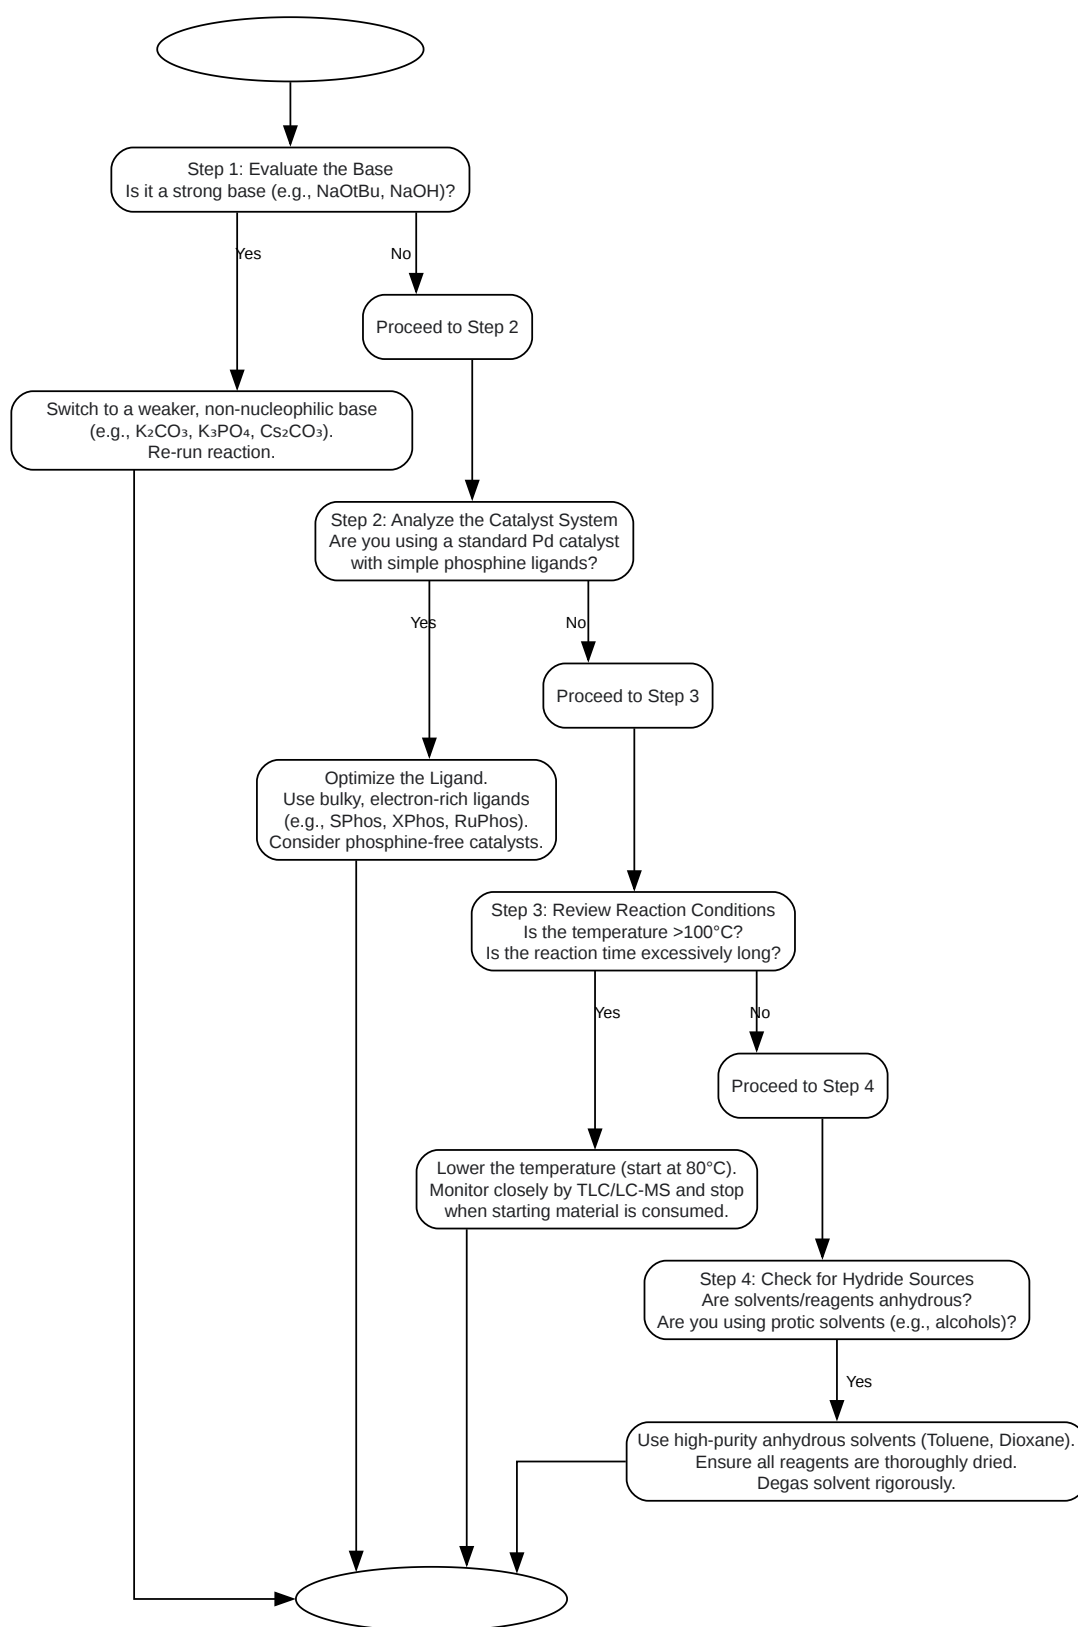 Step 1: Evaluate the Base
Is it a strong base (e.g., NaOtBu, NaOH)?
Yes
No
Proceed to Step 2
Switch to a weaker, non-nucleophilic base
(e.g., K₂CO₃, K₃PO₄, Cs₂CO₃).
Re-run reaction.
Step 2: Analyze the Catalyst System
Are you using a standard Pd catalyst
with simple phosphine ligands?
Yes
No
Proceed to Step 3
Optimize the Ligand.
Use bulky, electron-rich ligands
(e.g., SPhos, XPhos, RuPhos).
Consider phosphine-free catalysts.
Step 3: Review Reaction Conditions
Is the temperature >100°C?
Is the reaction time excessively long?
Yes
No
Proceed to Step 4
Lower the temperature (start at 80°C).
Monitor closely by TLC/LC-MS and stop
when starting material is consumed.
Step 4: Check for Hydride Sources
Are solvents/reagents anhydrous?
Are you using protic solvents (e.g., alcohols)?
Yes
Use high-purity anhydrous solvents (Toluene, Dioxane).
Ensure all reagents are thoroughly dried.
Degas solvent rigorously.